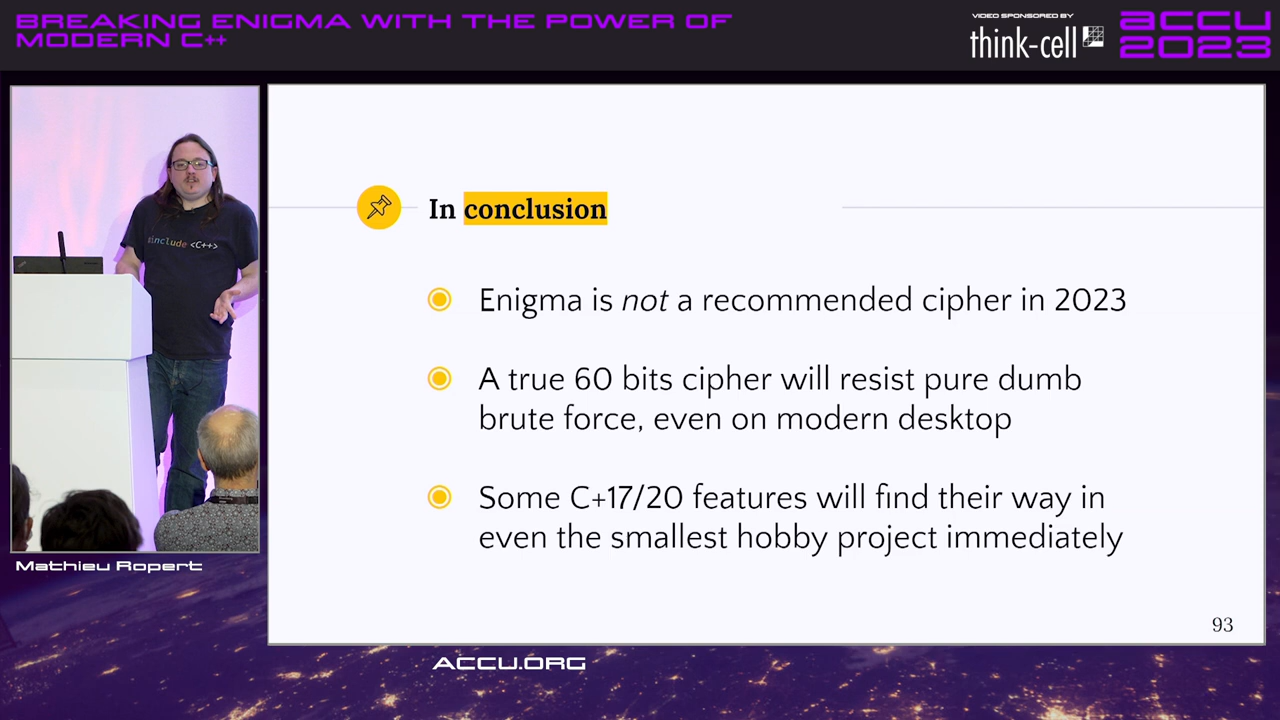 BREAKING ENIGMA WITH THE POWER OF
MODERN C++
VIDEO SPONSORED BY
think-cell
accu
2023
#include <C++>
In conclusion
Enigma is not a recommended cipher in 2023
A true 60 bits cipher will resist pure dumb
brute force, even on modern desktop
Some C+17/20 features will find their way in
even the smallest hobby project immediately
93
Mathieu Ropert
ACCU.ORG